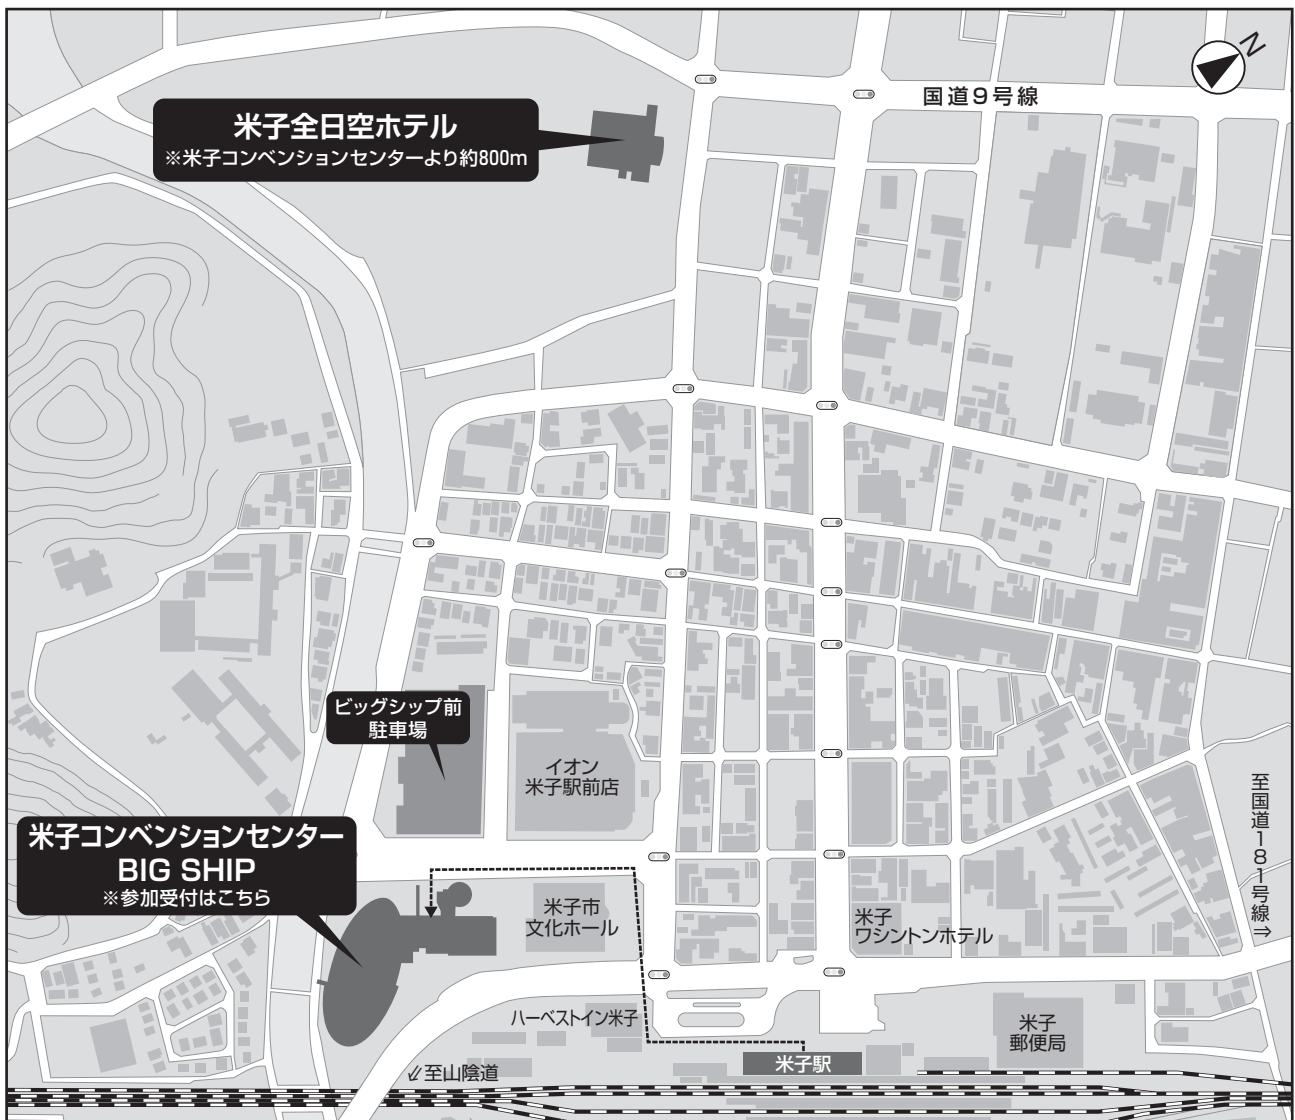 N
国道9号線
米子全日空ホテル
※米子コンベンションセンターより約800m
ビッグシップ前
駐車場
イオン
米子駅前店
米子コンベンションセンター
BIG SHIP
※参加受付はこちら
至国道181号線⇒
米子市
文化ホール
米子
ワシントンホテル
ハーベストイン米子
米子
郵便局
米子駅
⇙至山陰道